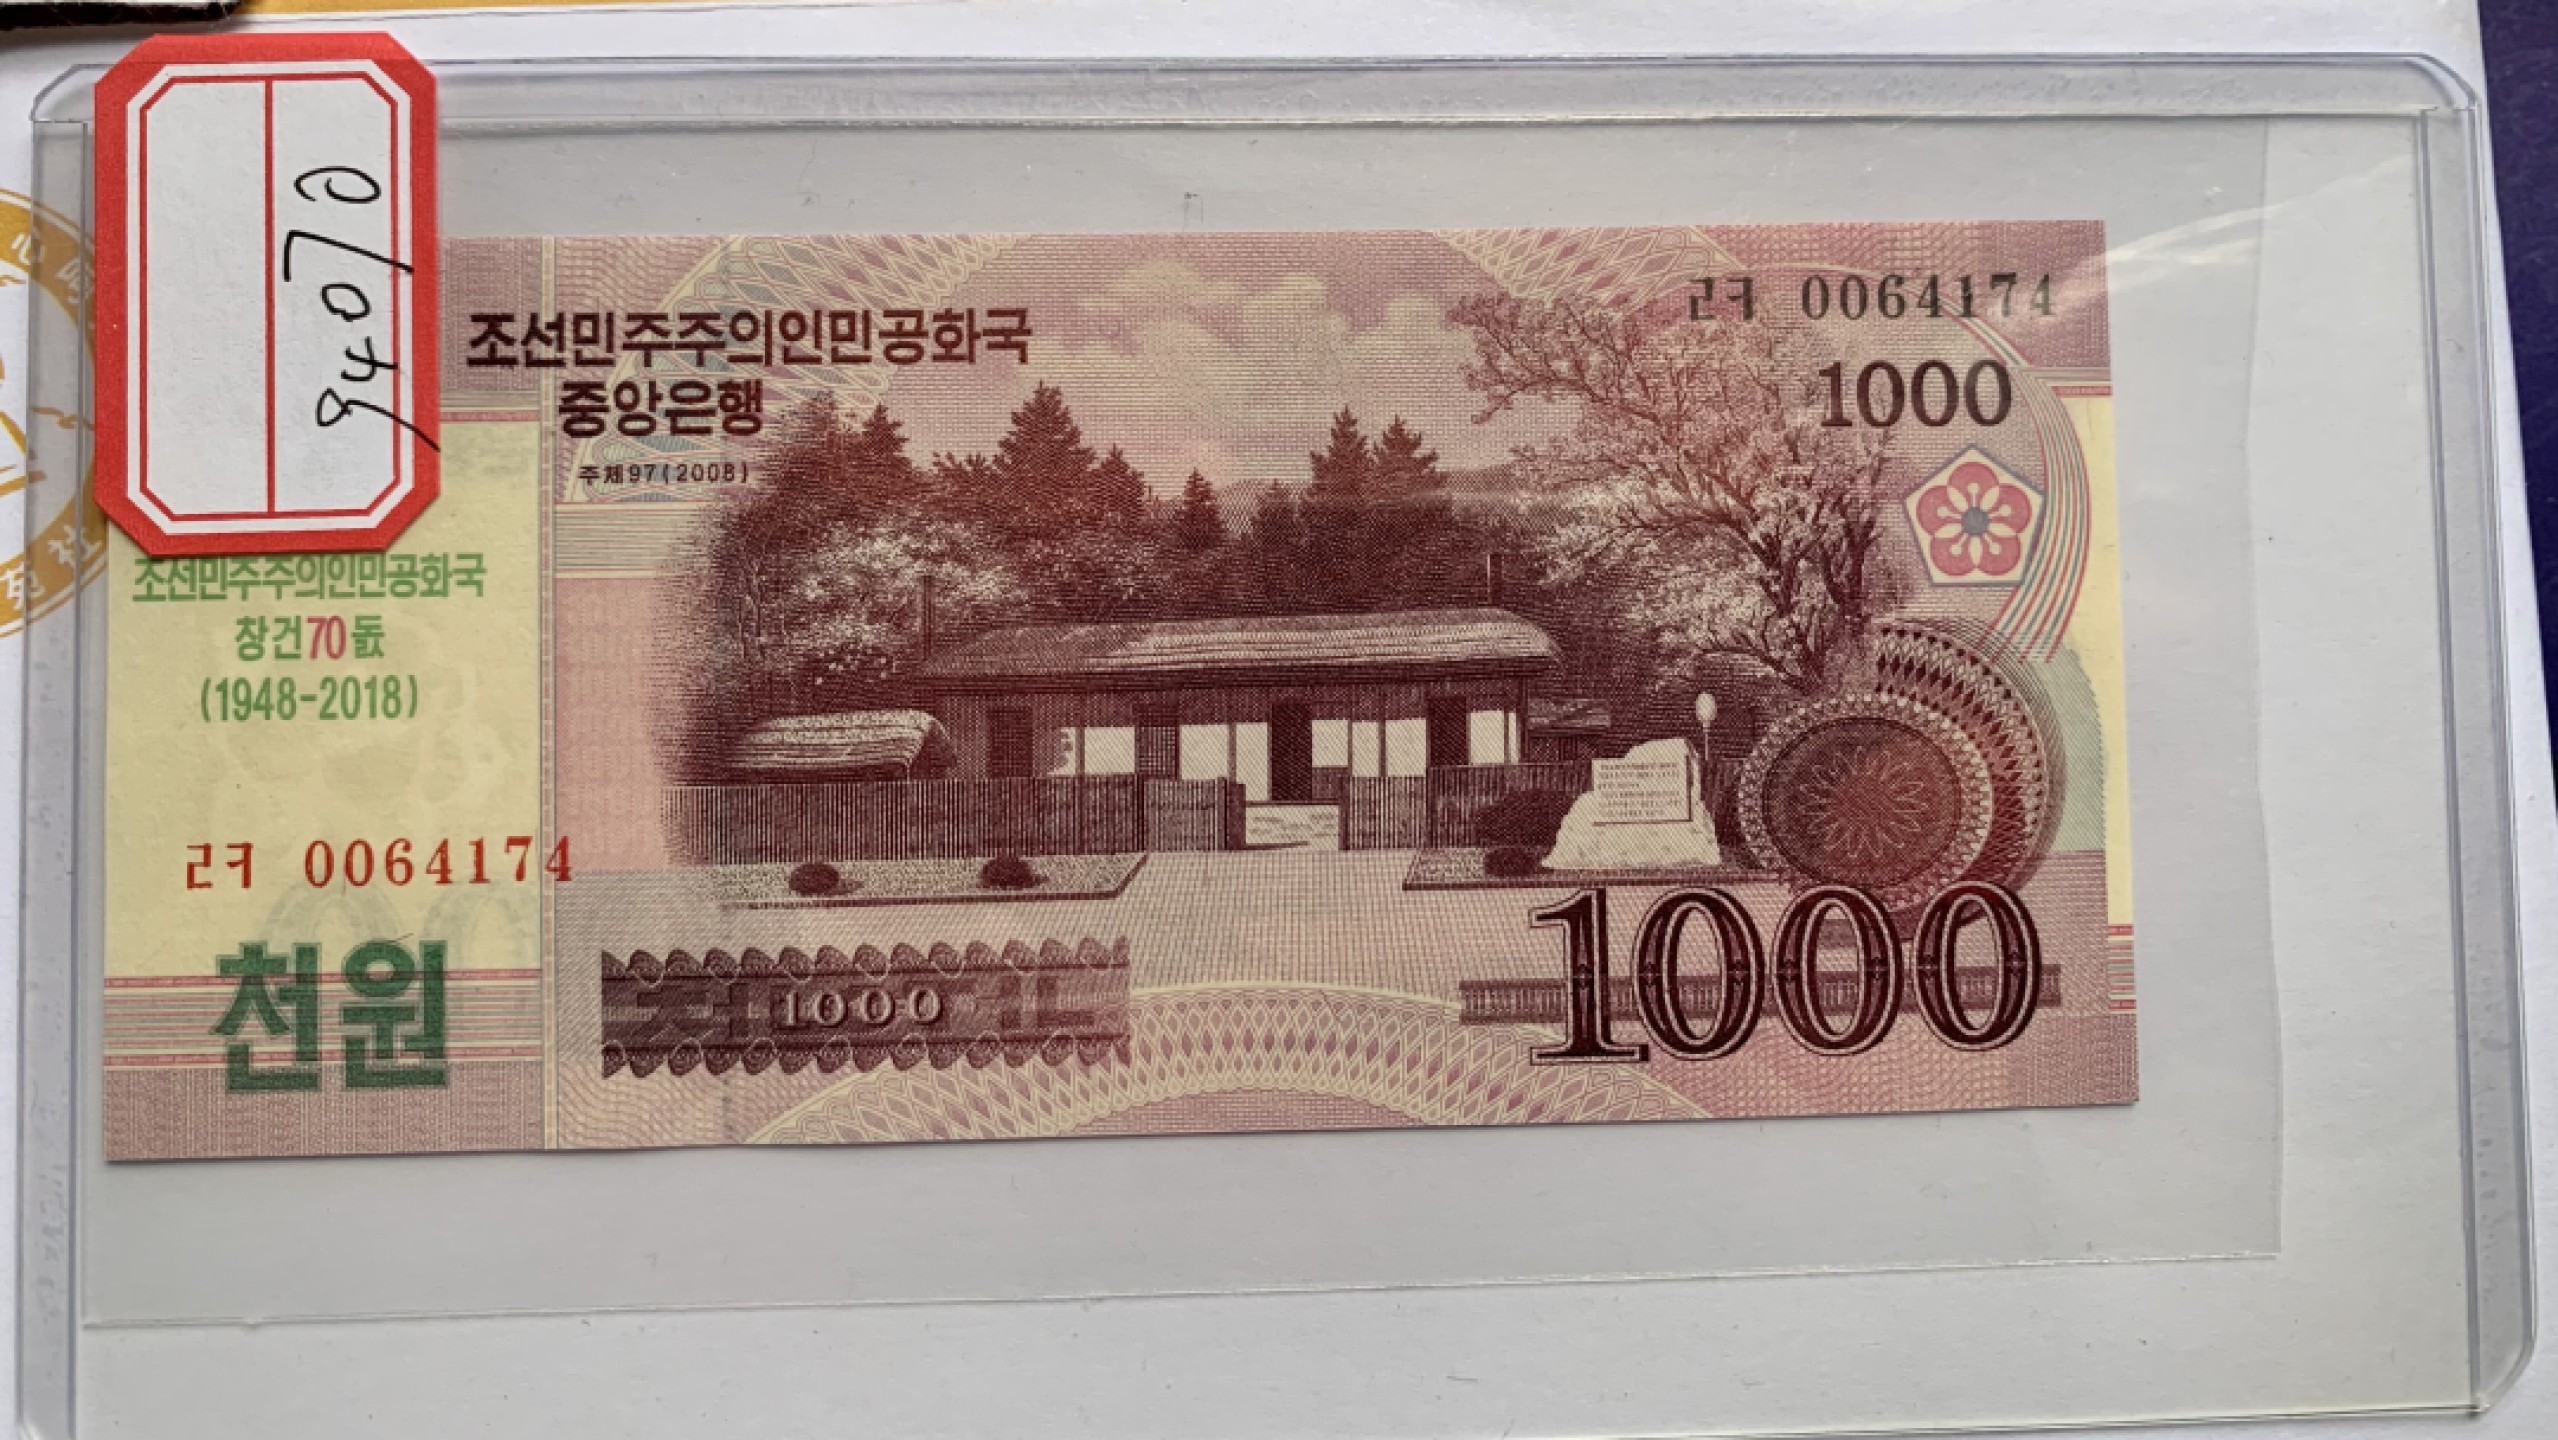 조선민주주의인민공화국
중앙은행
주체97(2008)
ㄹㅋ 0064174
1000
조선민주주의인민공화국
창건70돐
(1948-2018)
ㄹㅋ 0064174
천원
1000
1000